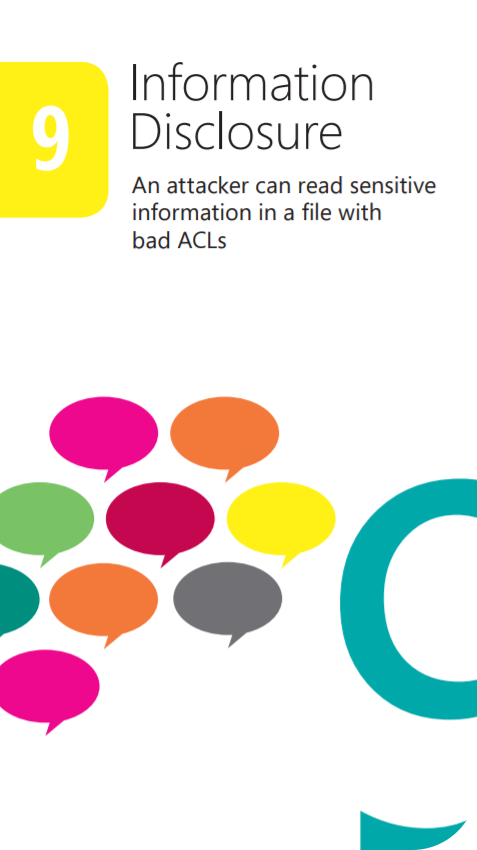 9
Information
Disclosure
An attacker can read sensitive
information in a file with
bad ACLs